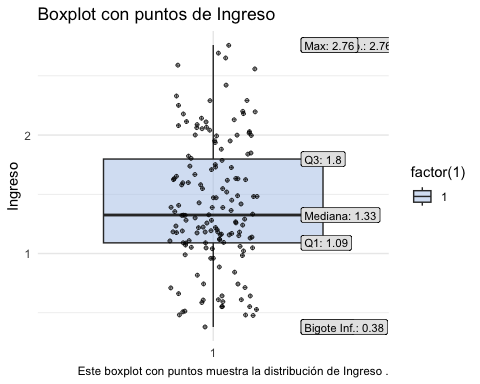 Boxplot con puntos de Ingreso
Max: 2.76
.: 2.76
2
Q3: 1.8
factor(1)
Ingreso
1
Mediana: 1.33
Q1: 1.09
1
Bigote Inf.: 0.38
1
Este boxplot con puntos muestra la distribución de Ingreso .